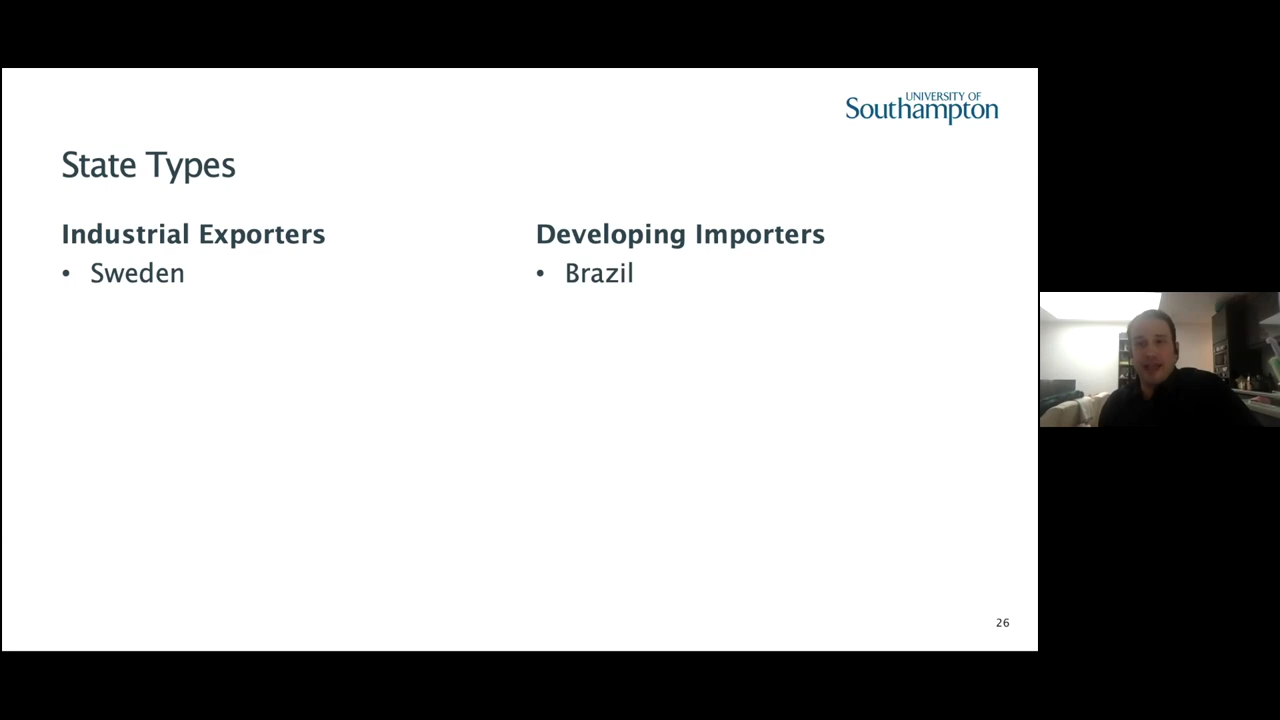 UNIVERSITY OF
Southampton
State Types
Industrial Exporters
• Sweden
Developing Importers
• Brazil
26